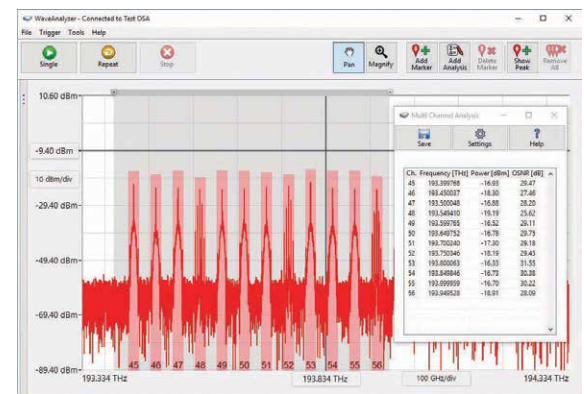 WaveAnalyzer - Connected to Test OSA
File Trigger Tools Help
Single Repeat Stop Pan Magnify Add Marker Add Analysis Delete Marker Show Peak Remove All
10.60 dBm
-9.40 dBm
10 dBm/div
-29.40 dBm
-49.40 dBm
-69.40 dBm
-89.40 dBm
Multi Channel Analysis
Save Settings Help
Ch. Frequency [THz] Power [dBm] OSNR [dB]
45 193.399768 -16.93 29.47
46 193.450037 -18.30 27.46
47 193.500048 -16.88 28.20
48 193.549410 -19.19 25.62
49 193.599765 -16.52 29.11
50 193.649752 -16.78 29.75
51 193.700240 -17.30 29.18
52 193.750346 -18.19 29.45
53 193.800063 -16.33 31.55
54 193.849846 -16.73 30.38
55 193.899959 -16.70 30.22
56 193.949528 -18.91 28.09
45 46 47 48 49 50 51 52 53 54 55 56
193.334 THz 193.834 THz 100 GHz/div 194.334 THz